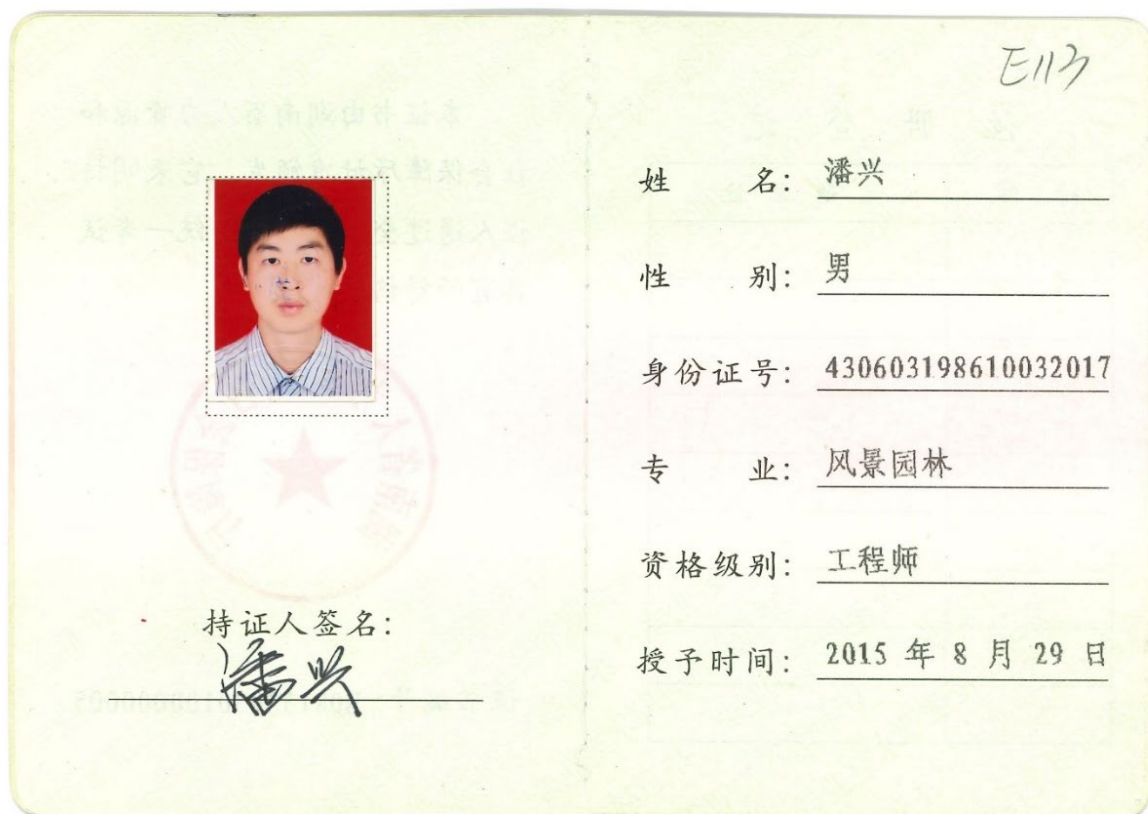 E113
姓 名: 潘兴
性 别: 男
身份证号: 430603198610032017
专 业: 风景园林
资格级别: 工程师
授予时间: 2015 年 8 月 29 日
持证人签名:
潘兴